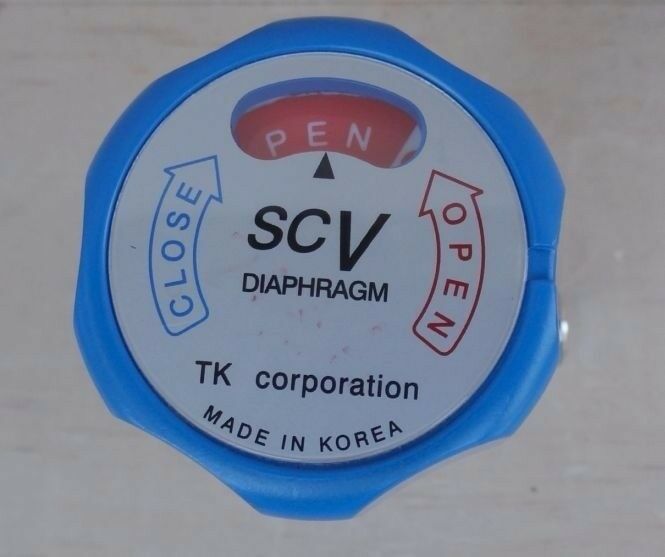 PEN
CLOSE
OPEN
SCV
DIAPHRAGM
TK corporation
MADE IN KOREA